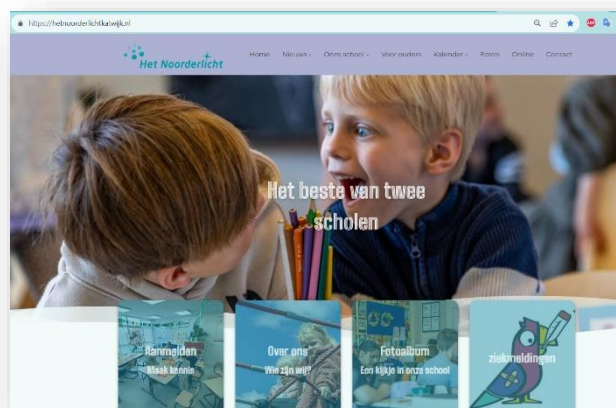 https://hetnoorderlichtkatwijk.nl
Het Noorderlicht
Home Nieuws Onze school Voor ouders Kalender Foto's Online Contact
Het beste van twee
scholen
Aanmelden
Maak kennis
Over ons
Wie zijn wij?
Fotoalbum
Een kijkje in onze school
ziekmeldingen